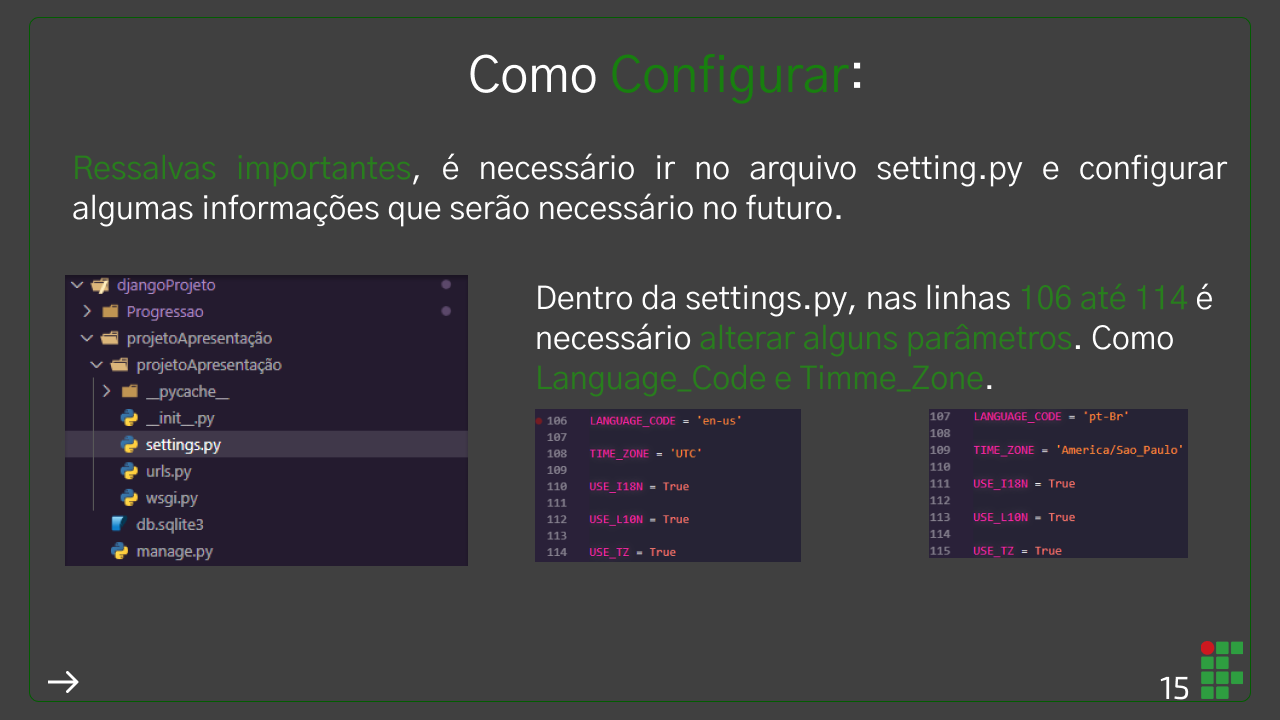 Como Configurar:
Ressalvas importantes, é necessário ir no arquivo setting.py e configurar
algumas informações que serão necessário no futuro.
djangoProjeto
Progressao
projetoApresentação
projetoApresentação
__pycache__
__init__.py
settings.py
urls.py
wsgi.py
db.sqlite3
manage.py
Dentro da settings.py, nas linhas 106 até 114 é
necessário alterar alguns parâmetros. Como
Language_Code e Timme_Zone.
106 LANGUAGE_CODE = 'en-us'
107
108 TIME_ZONE = 'UTC'
109
110 USE_I18N = True
111
112 USE_L10N = True
113
114 USE_TZ = True
107 LANGUAGE_CODE = 'pt-Br'
108
109 TIME_ZONE = 'America/Sao_Paulo'
110
111 USE_I18N = True
112
113 USE_L10N = True
114
115 USE_TZ = True
15